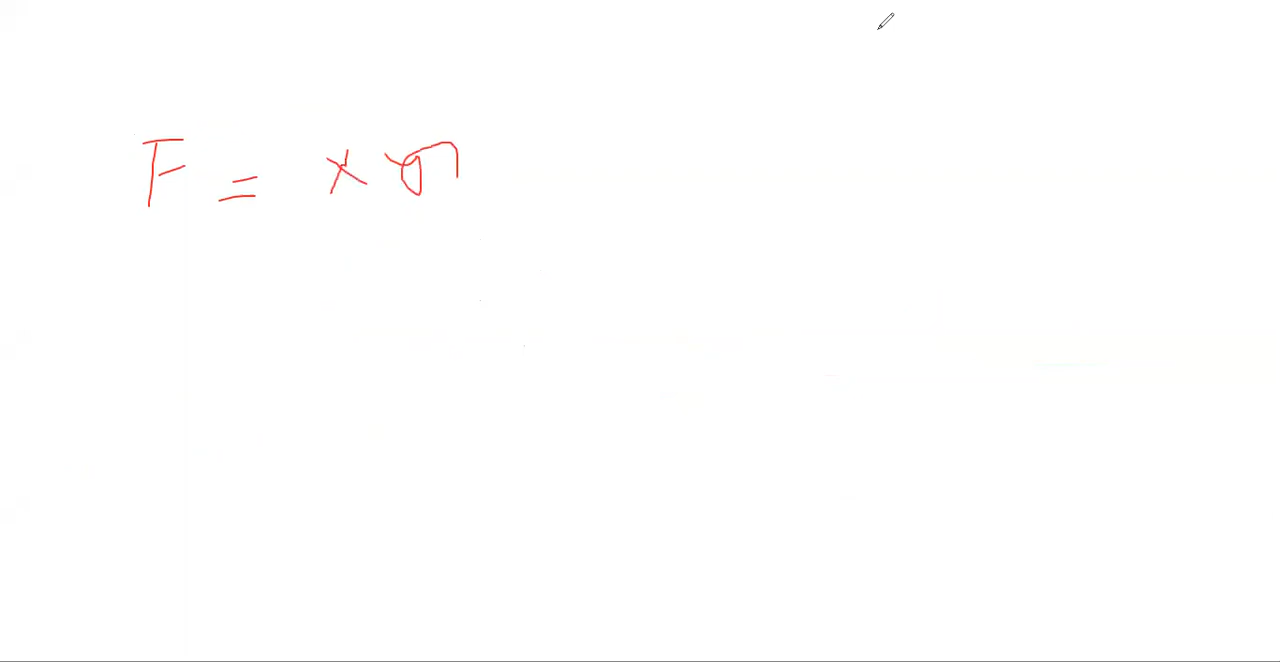 F = x